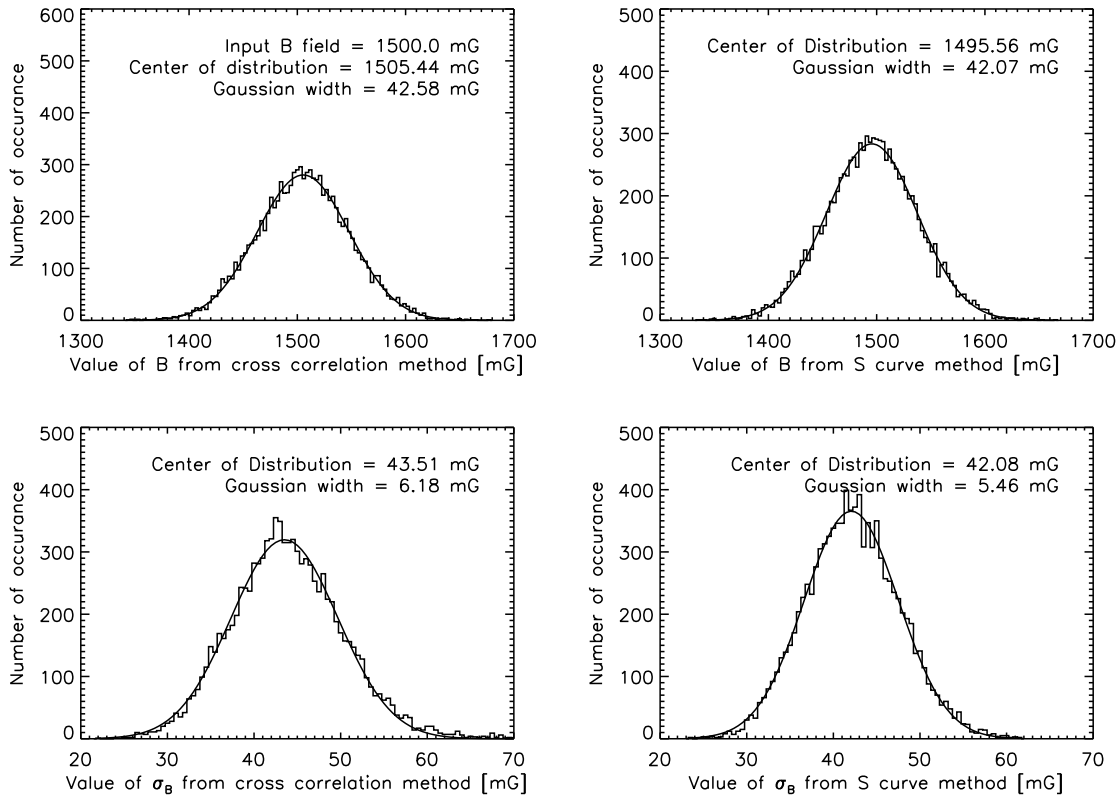 600
500
400
300
200
100
0
Number of occurance
Input B field = 1500.0 mG
Center of distribution = 1505.44 mG
Gaussian width = 42.58 mG
1300 1400 1500 1600 1700
Value of B from cross correlation method [mG]
500
400
300
200
100
0
Number of occurance
Center of Distribution = 1495.56 mG
Gaussian width = 42.07 mG
1300 1400 1500 1600 1700
Value of B from S curve method [mG]
500
400
300
200
100
0
Number of occurance
Center of Distribution = 43.51 mG
Gaussian width = 6.18 mG
20 30 40 50 60 70
Value of σB from cross correlation method [mG]
500
400
300
200
100
0
Number of occurance
Center of Distribution = 42.08 mG
Gaussian width = 5.46 mG
20 30 40 50 60 70
Value of σB from S curve method [mG]